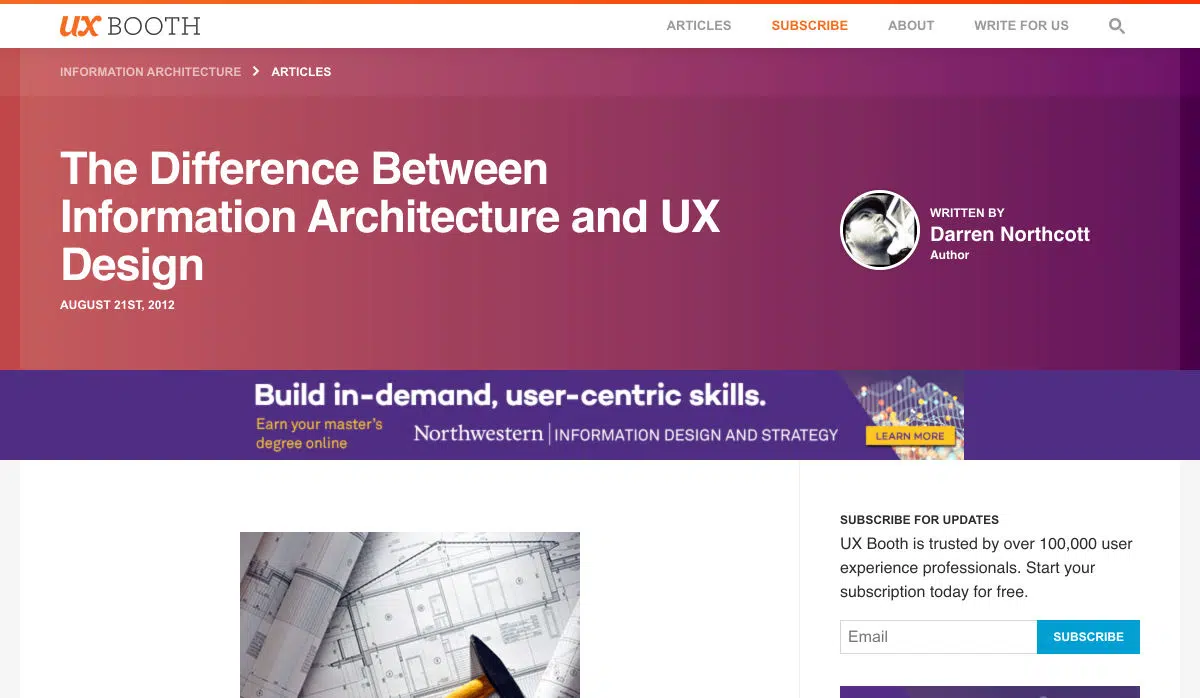 UX BOOTH
ARTICLES
SUBSCRIBE
ABOUT
WRITE FOR US
INFORMATION ARCHITECTURE
ARTICLES
The Difference Between
Information Architecture and UX
Design
AUGUST 21ST, 2012
WRITTEN BY
Darren Northcott
Author
Build in-demand, user-centric skills.
Earn your master's
degree online
Northwestern | INFORMATION DESIGN AND STRATEGY
LEARN MORE
SUBSCRIBE FOR UPDATES
UX Booth is trusted by over 100,000 user
experience professionals. Start your
subscription today for free.
Email
SUBSCRIBE